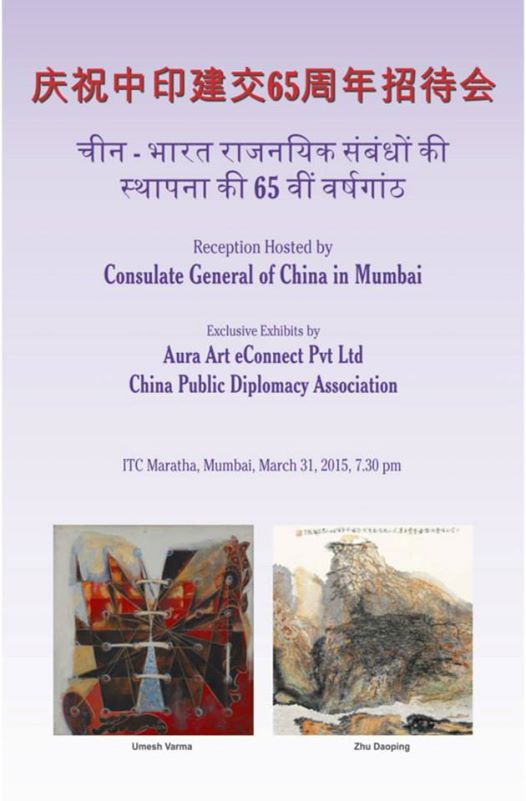 庆祝中印建交65周年招待会
चीन - भारत राजनयिक संबंधों की
स्थापना की 65 वीं वर्षगांठ
Reception Hosted by
Consulate General of China in Mumbai
Exclusive Exhibits by
Aura Art eConnect Pvt Ltd
China Public Diplomacy Association
ITC Maratha, Mumbai, March 31, 2015, 7.30 pm
Umesh Varma
Zhu Daoping